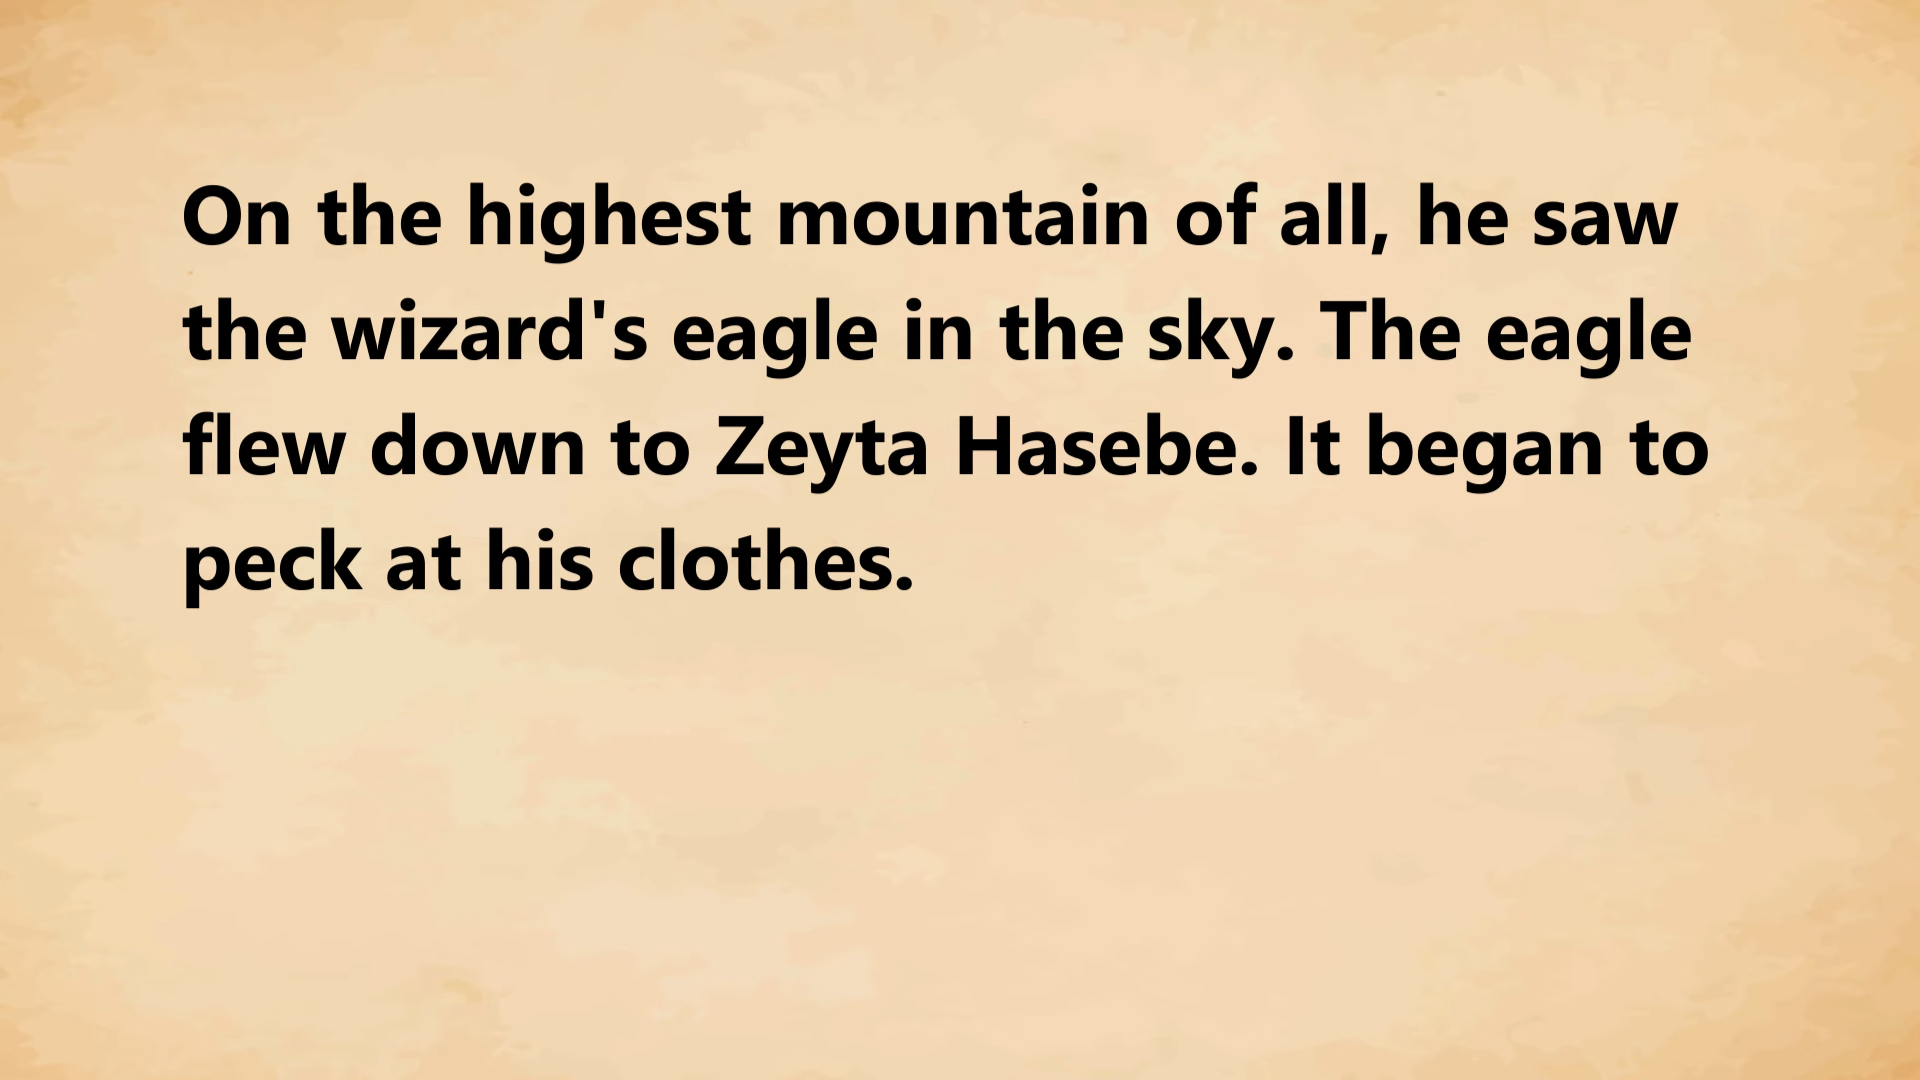 On the highest mountain of all, he saw
the wizard's eagle in the sky. The eagle
flew down to Zeyta Hasebe. It began to
peck at his clothes.